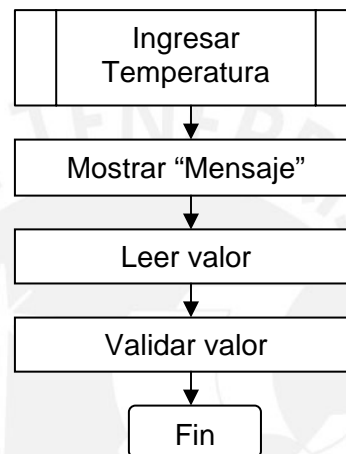 Ingresar
Temperatura
Mostrar “Mensaje”
Leer valor
Validar valor
Fin